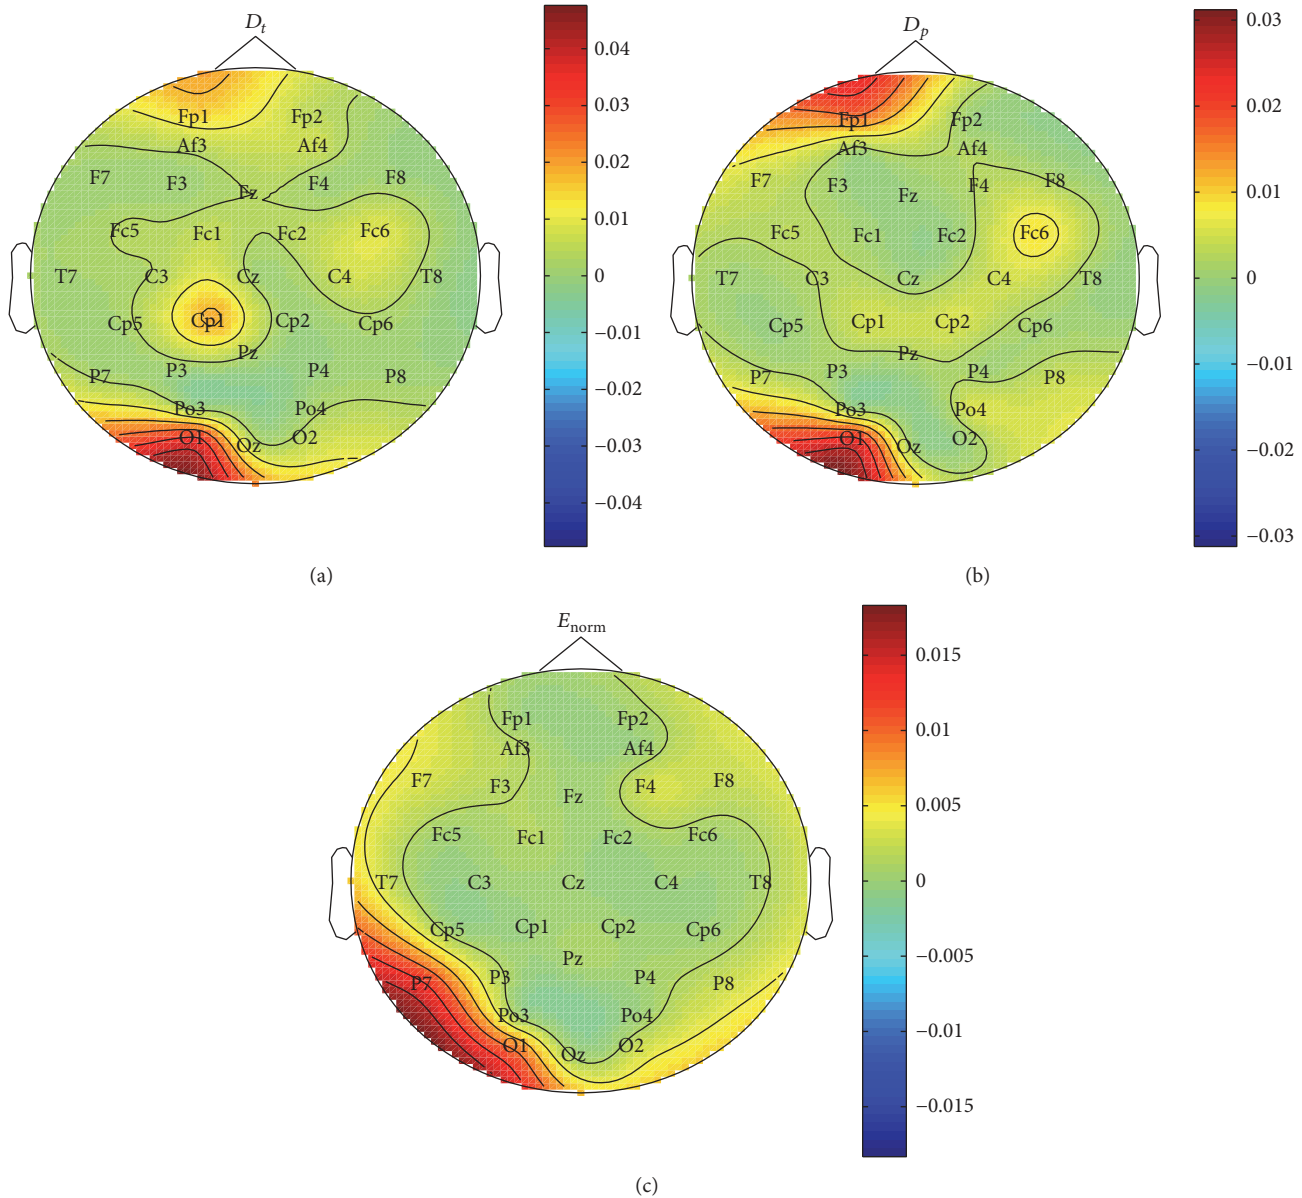 D_t
Fp1 Fp2
Af3 Af4
F7 F3 Fz F4 F8
Fc5 Fc1 Fc2 Fc6
T7 C3 Cz C4 T8
Cp5 Cp1 Cp2 Cp6
Pz
P7 P3 P4 P8
Po3 Po4
O1 Oz O2
0.04
0.03
0.02
0.01
0
−0.01
−0.02
−0.03
−0.04
(a)
D_p
Fp1 Fp2
Af3 Af4
F7 F3 Fz F4 F8
Fc5 Fc1 Fc2 Fc6
T7 C3 Cz C4 T8
Cp5 Cp1 Cp2 Cp6
Pz
P7 P3 P4 P8
Po3 Po4
O1 Oz O2
0.03
0.02
0.01
0
−0.01
−0.02
−0.03
(b)
E_norm
Fp1 Fp2
Af3 Af4
F7 F3 Fz F4 F8
Fc5 Fc1 Fc2 Fc6
T7 C3 Cz C4 T8
Cp5 Cp1 Cp2 Cp6
Pz
P7 P3 P4 P8
Po3 Po4
O1 Oz O2
0.015
0.01
0.005
0
−0.005
−0.01
−0.015
(c)